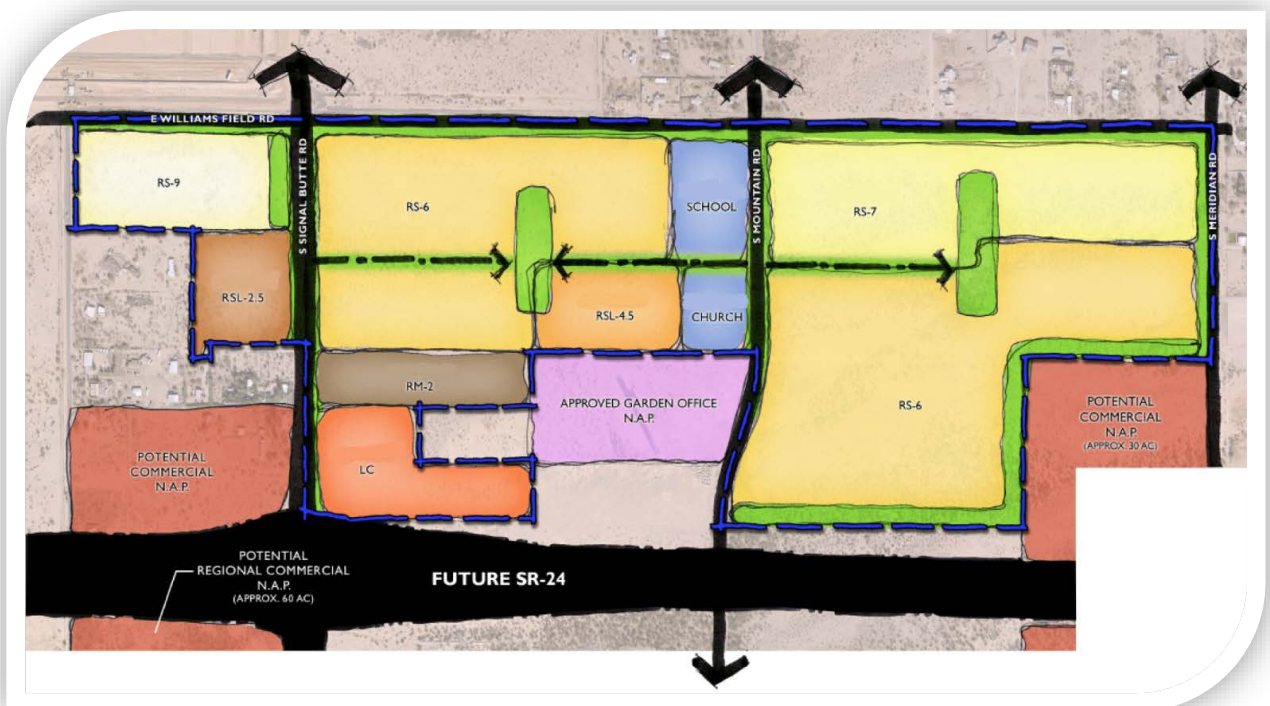 E WILLIAMS FIELD RD
S SIGNAL BUTTE RD
S MOUNTAIN RD
S MERIDIAN RD
RS-9
RS-6
SCHOOL
RS-7
RSL-2.5
RSL-4.5
CHURCH
RM-2
APPROVED GARDEN OFFICE
N.A.P.
RS-6
POTENTIAL
COMMERCIAL
N.A.P.
(APPROX. 30 AC)
POTENTIAL
COMMERCIAL
N.A.P.
LC
POTENTIAL
REGIONAL COMMERCIAL
N.A.P.
(APPROX. 60 AC)
FUTURE SR-24